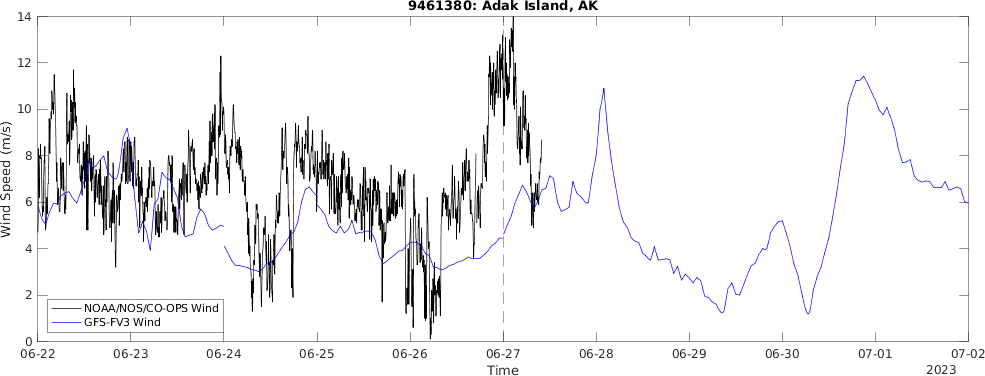 9461380: Adak Island, AK
Wind Speed (m/s)
14
12
10
8
6
4
2
0
NOAA/NOS/CO-OPS Wind
GFS-FV3 Wind
06-22 06-23 06-24 06-25 06-26 06-27 06-28 06-29 06-30 07-01 07-02
Time
2023